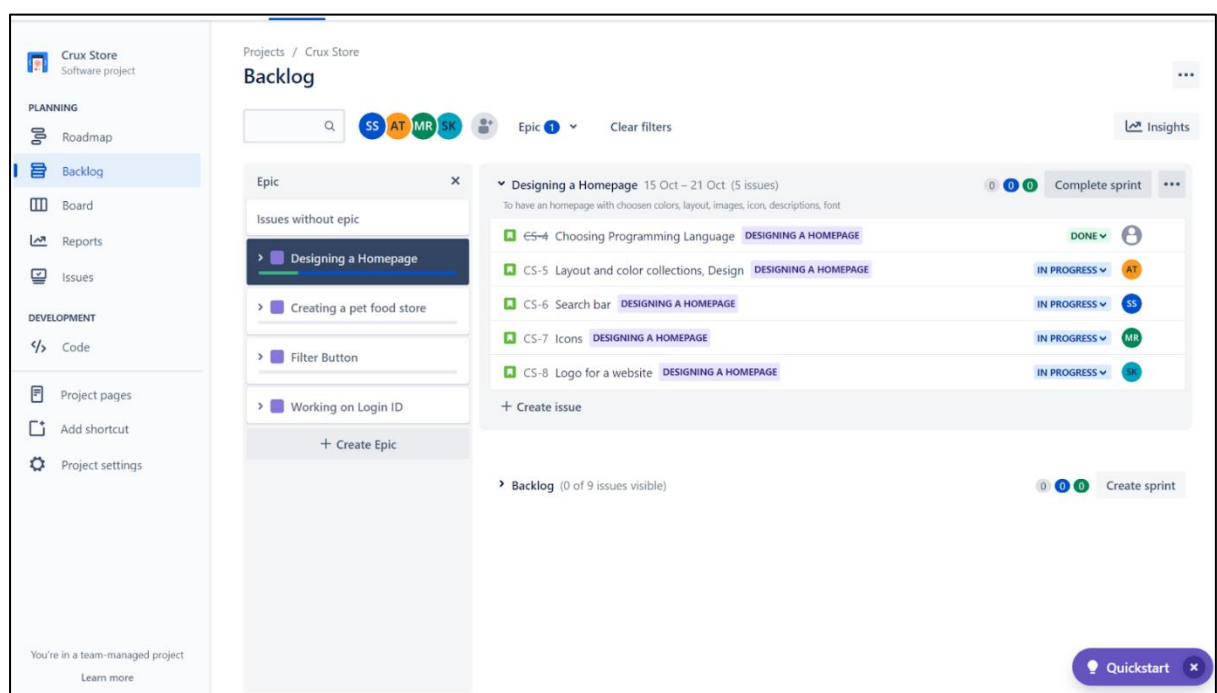 Crux Store
Software project
PLANNING
Roadmap
Backlog
Board
Reports
Issues
DEVELOPMENT
Code
Project pages
Add shortcut
Project settings
You're in a team-managed project
Learn more
Projects / Crux Store
Backlog
SS AT MR SK Epic 1 Clear filters Insights
Epic
Issues without epic
Designing a Homepage
Creating a pet food store
Filter Button
Working on Login ID
+ Create Epic
Designing a Homepage 15 Oct – 21 Oct (5 issues) 0 0 0 Complete sprint
To have an homepage with choosen colors, layout, images, icon, descriptions, font
CS-4 Choosing Programming Language DESIGNING A HOMEPAGE DONE
CS-5 Layout and color collections, Design DESIGNING A HOMEPAGE IN PROGRESS AT
CS-6 Search bar DESIGNING A HOMEPAGE IN PROGRESS SS
CS-7 Icons DESIGNING A HOMEPAGE IN PROGRESS MR
CS-8 Logo for a website DESIGNING A HOMEPAGE IN PROGRESS SK
+ Create issue
Backlog (0 of 9 issues visible) 0 0 0 Create sprint
Quickstart